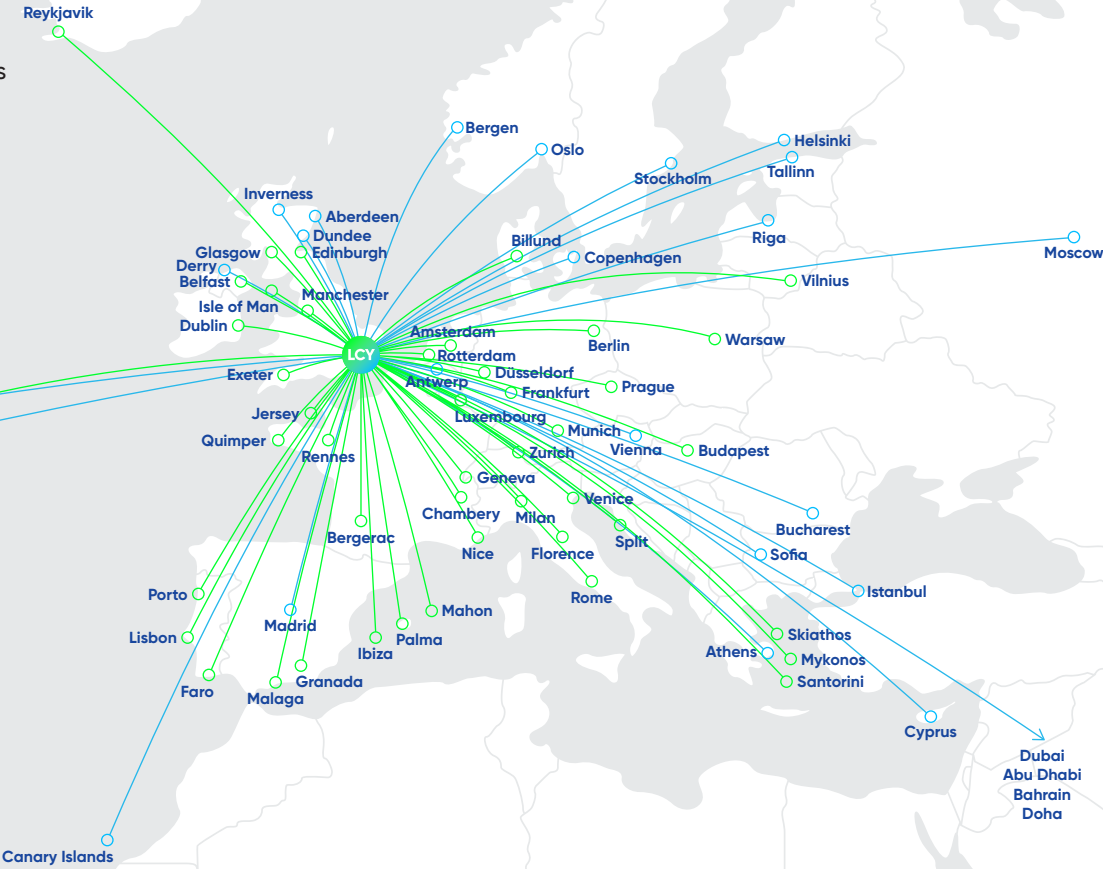 Reykjavik
s
Bergen
Oslo
Helsinki
Tallinn
Stockholm
Inverness
Aberdeen
Dundee
Edinburgh
Glasgow
Derry
Belfast
Isle of Man
Manchester
Dublin
Billund
Copenhagen
Riga
Moscow
Vilnius
Amsterdam
Berlin
Warsaw
LCY
Rotterdam
Exeter
Antwerp
Düsseldorf
Frankfurt
Prague
Jersey
Luxembourg
Munich
Quimper
Rennes
Zurich
Vienna
Budapest
Geneva
Chambery
Milan
Venice
Bergerac
Nice
Florence
Split
Bucharest
Sofia
Rome
Istanbul
Porto
Mahon
Lisbon
Madrid
Palma
Ibiza
Skiathos
Athens
Mykonos
Santorini
Faro
Granada
Malaga
Cyprus
Dubai
Abu Dhabi
Bahrain
Doha
Canary Islands